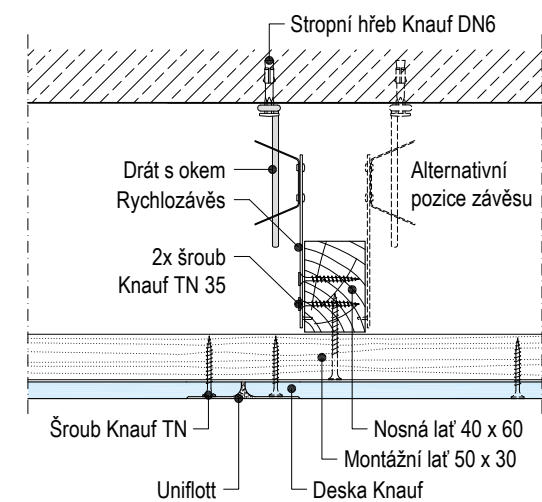 Stropní hřeb Knauf DN6
Drát s okem
Rychlozávěs
Alternativní
pozice závěsu
2x šroub
Knauf TN 35
Šroub Knauf TN
Nosná lať 40 x 60
Montážní lať 50 x 30
Uniflott
Deska Knauf